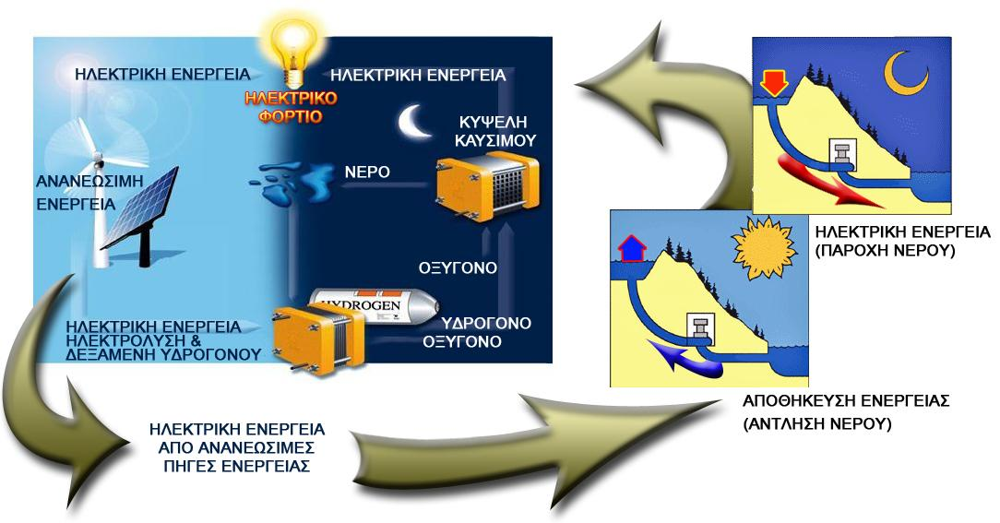 ΗΛΕΚΤΡΙΚΗ ΕΝΕΡΓΕΙΑ
ΗΛΕΚΤΡΙΚΗ ΕΝΕΡΓΕΙΑ
ΗΛΕΚΤΡΙΚΟ
ΦΟΡΤΙΟ
ΚΥΨΕΛΗ
ΚΑΥΣΙΜΟΥ
ΝΕΡΟ
ΑΝΑΝΕΩΣΙΜΗ
ΕΝΕΡΓΕΙΑ
ΟΞΥΓΟΝΟ
HYDROGEN
ΥΔΡΟΓΟΝΟ
ΟΞΥΓΟΝΟ
ΗΛΕΚΤΡΙΚΗ ΕΝΕΡΓΕΙΑ
ΗΛΕΚΤΡΟΛΥΣΗ &
ΔΕΞΑΜΕΝΗ ΥΔΡΟΓΟΝΟΥ
ΗΛΕΚΤΡΙΚΗ ΕΝΕΡΓΕΙΑ
(ΠΑΡΟΧΗ ΝΕΡΟΥ)
ΑΠΟΘΗΚΕΥΣΗ ΕΝΕΡΓΕΙΑΣ
(ΑΝΤΛΗΣΗ ΝΕΡΟΥ)
ΗΛΕΚΤΡΙΚΗ ΕΝΕΡΓΕΙΑ
ΑΠΟ ΑΝΑΝΕΩΣΙΜΕΣ
ΠΗΓΕΣ ΕΝΕΡΓΕΙΑΣ